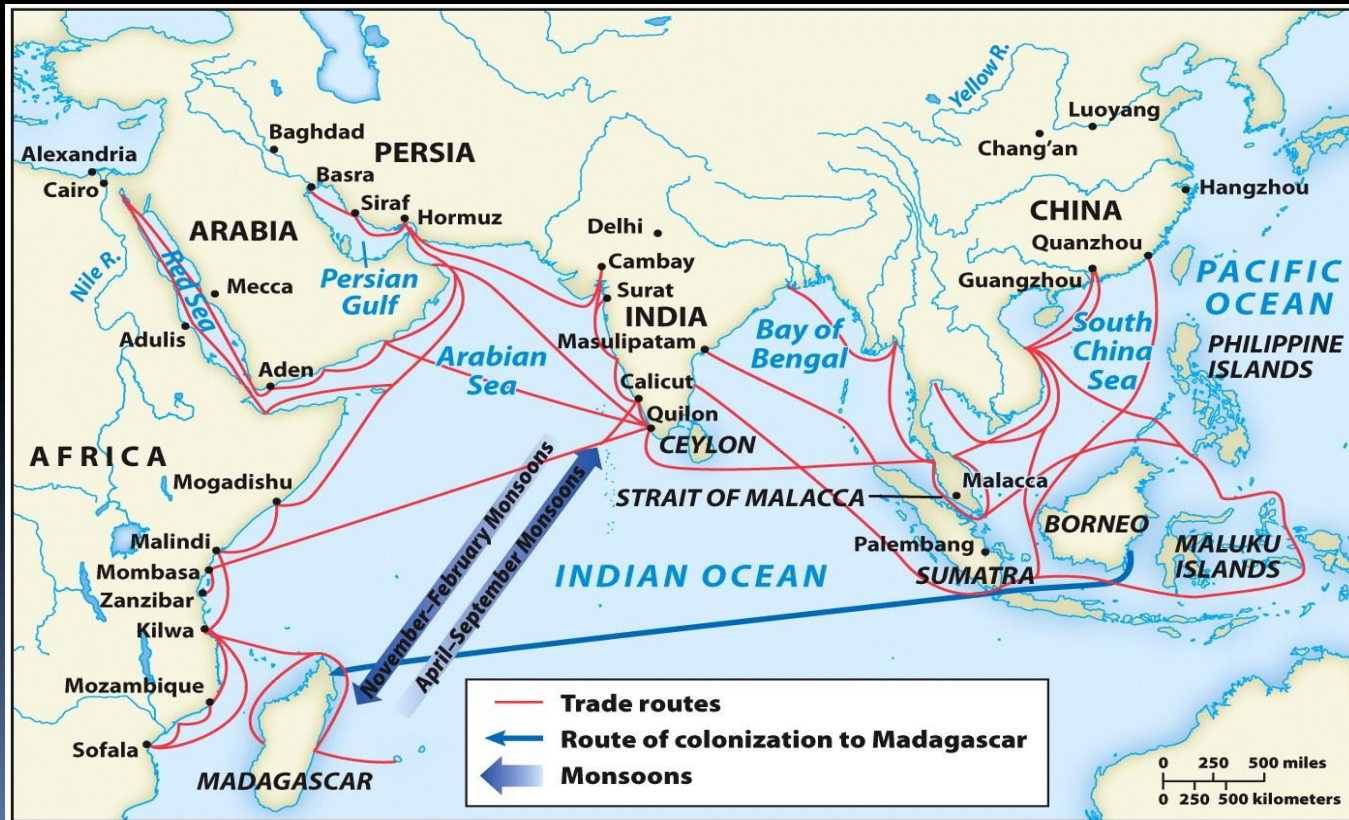 Yellow R.
Luoyang
Chang'an
Baghdad
PERSIA
Alexandria
Cairo
Basra
Siraf
Hormuz
Hangzhou
CHINA
Quanzhou
Guangzhou
ARABIA
Delhi
Cambay
Surat
INDIA
Masulipatam
Nile R.
Red Sea
Mecca
Persian
Gulf
Adulis
Aden
Arabian
Sea
Bay of
Bengal
South
China
Sea
PACIFIC
OCEAN
PHILIPPINE
ISLANDS
Calicut
Quilon
CEYLON
AFRICA
Mogadishu
STRAIT OF MALACCA
Malacca
BORNEO
Malindi
Mombasa
Zanzibar
Kilwa
Palembang
SUMATRA
MALUKU
ISLANDS
INDIAN OCEAN
November–February Monsoons
April–September Monsoons
Mozambique
Sofala
MADAGASCAR
Trade routes
Route of colonization to Madagascar
Monsoons
0 250 500 miles
0 250 500 kilometers